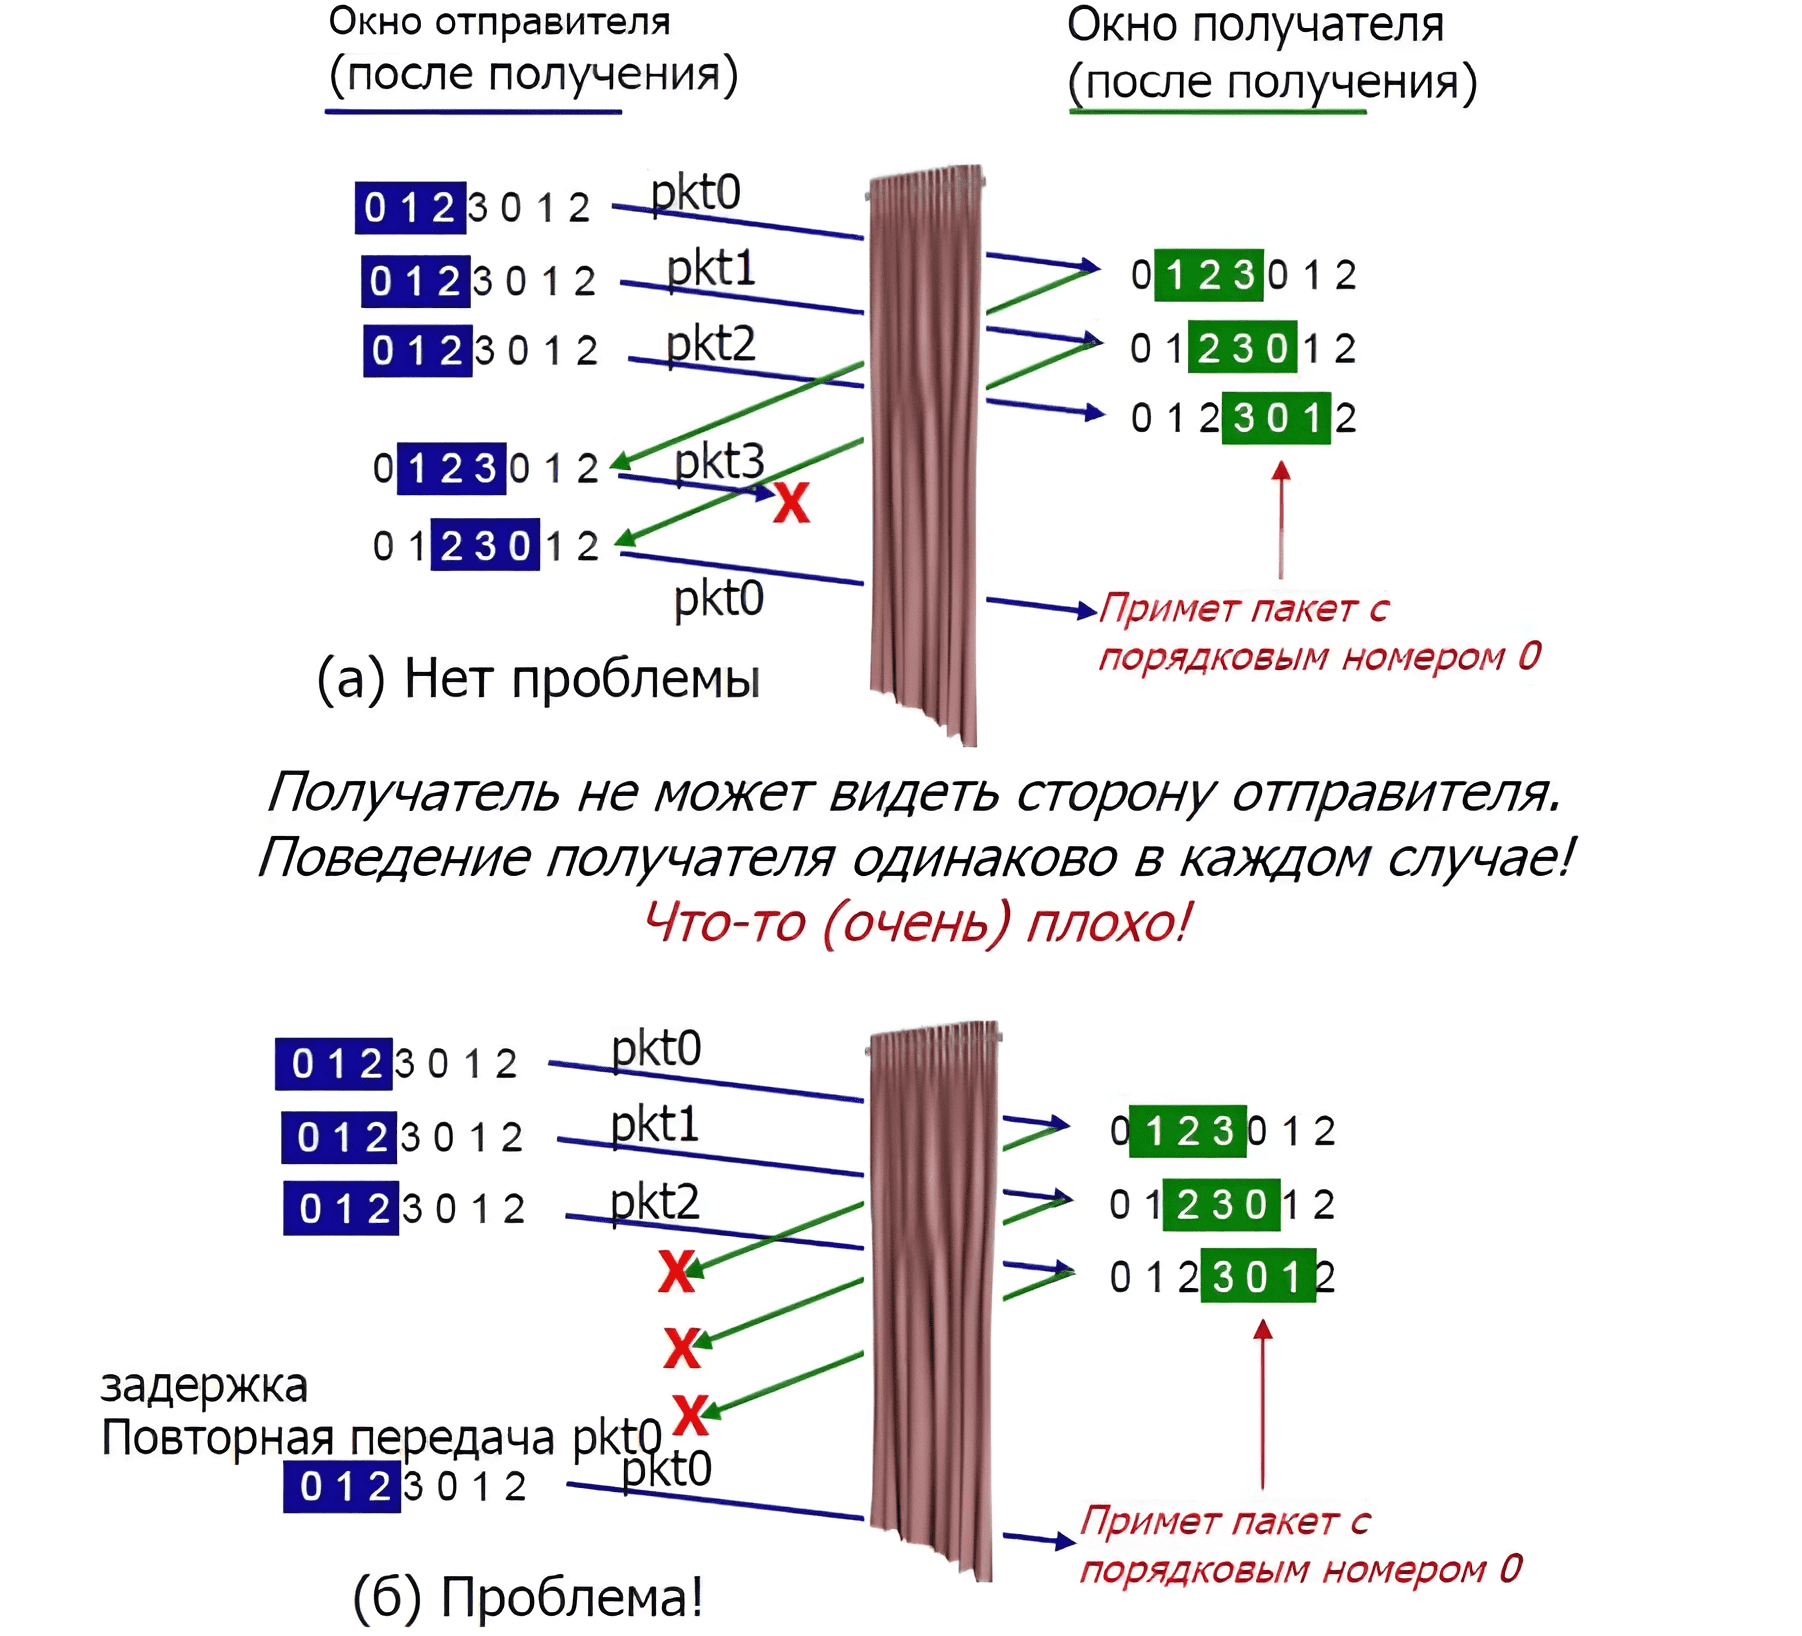 Окно отправителя
(после получения)
Окно получателя
(после получения)
0 1 2 3 0 1 2
pkt0
0 1 2 3 0 1 2
0 1 2 3 0 1 2
pkt1
0 1 2 3 0 1 2
0 1 2 3 0 1 2
pkt2
0 1 2 3 0 1 2
0 1 2 3 0 1 2
pkt3
X
0 1 2 3 0 1 2
pkt0
Примет пакет с
порядковым номером 0
(а) Нет проблемы
Получатель не может видеть сторону отправителя.
Поведение получателя одинаково в каждом случае!
Что-то (очень) плохо!
0 1 2 3 0 1 2
pkt0
0 1 2 3 0 1 2
0 1 2 3 0 1 2
pkt1
0 1 2 3 0 1 2
0 1 2 3 0 1 2
pkt2
0 1 2 3 0 1 2
X
X
X
задержка
Повторная передача pkt0
0 1 2 3 0 1 2
pkt0
Примет пакет с
порядковым номером 0
(б) Проблема!